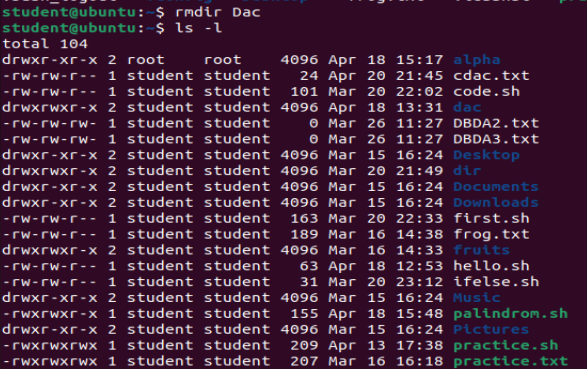 student@ubuntu:~$ rmdir Dac
student@ubuntu:~$ ls -l
total 104
drwxr-xr-x 2 root    root    4096 Apr 18 15:17 alpha
-rw-rw-r-- 1 student student   24 Apr 20 21:45 cdac.txt
-rw-rw-r-- 1 student student  101 Mar 20 22:02 code.sh
drwxrwxr-x 2 student student 4096 Apr 18 13:31 dac
-rw-rw-rw- 1 student student    0 Mar 26 11:27 DBDA2.txt
-rw-rw-rw- 1 student student    0 Mar 26 11:27 DBDA3.txt
drwxr-xr-x 2 student student 4096 Mar 15 16:24 Desktop
drwxr-xr-x 2 student student 4096 Mar 20 21:49 dir
drwxr-xr-x 2 student student 4096 Mar 15 16:24 Documents
drwxr-xr-x 2 student student 4096 Mar 15 16:24 Downloads
-rw-rw-r-- 1 student student  163 Mar 20 22:33 first.sh
-rw-rw-r-- 1 student student  189 Mar 16 14:38 frog.txt
drwxrwxr-x 2 student student 4096 Mar 16 14:33 fruits
-rw-rw-r-- 1 student student   63 Apr 18 12:53 hello.sh
-rw-rw-r-- 1 student student   31 Mar 20 23:12 ifelse.sh
drwxr-xr-x 2 student student 4096 Mar 15 16:24 Music
-rwxrwxr-x 1 student student  155 Apr 18 15:48 palindrom.sh
drwxr-xr-x 2 student student 4096 Mar 15 16:24 Pictures
-rwxrwxrwx 1 student student  209 Apr 13 17:38 practice.sh
-rwxrwxrwx 1 student student  207 Mar 16 16:18 practice.txt